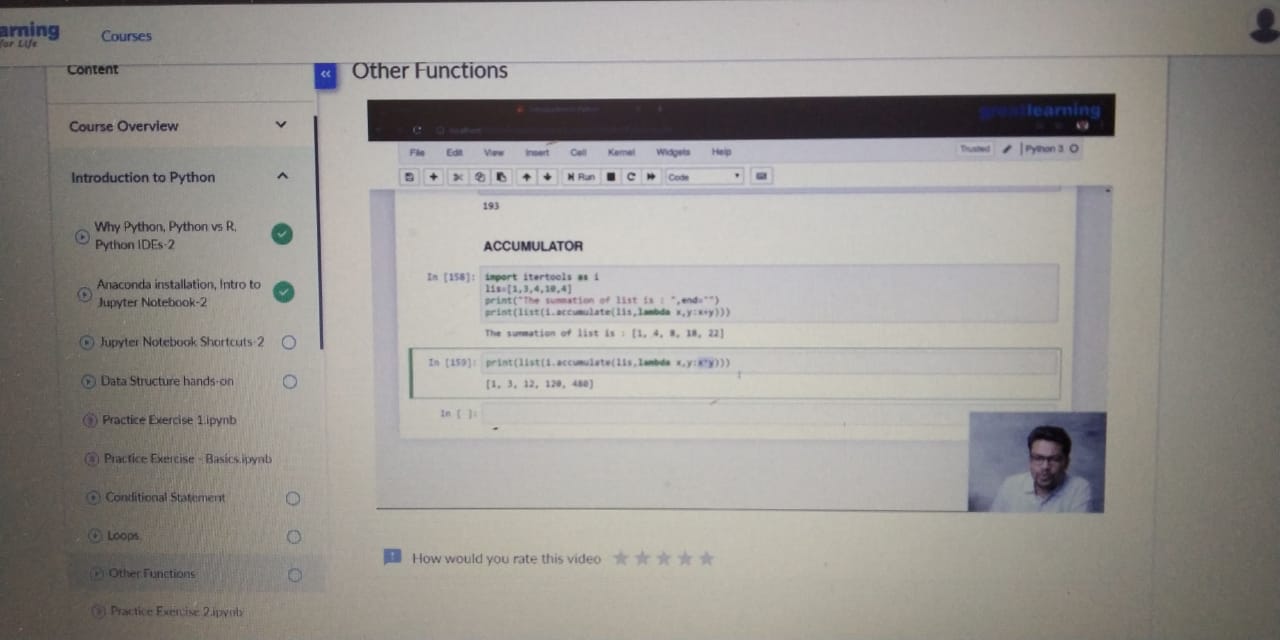 arning
for Life
Courses
Content
Course Overview
Introduction to Python
Why Python, Python vs R,
Python IDEs-2
Anaconda installation, Intro to
Jupyter Notebook-2
Jupyter Notebook Shortcuts-2
Data Structure hands-on
Practice Exercise 1.ipynb
Practice Exercise - Basics.ipynb
Conditional Statement
Loops
Other Functions
Practice Exercise 2.ipynb
«
Other Functions
greatlearning
localhost
File Edit View Insert Cell Kernel Widgets Help
Trusted Python 3
Run Code
193
ACCUMULATOR
In [158]: import itertools as i
lis=[1,3,4,10,4]
print("The summation of list is : ",end="")
print(list(i.accumulate(lis,lambda x,y:x+y)))
The summation of list is : [1, 4, 8, 18, 22]
In [159]: print(list(i.accumulate(lis,lambda x,y:x*y)))
[1, 3, 12, 120, 480]
In [ ]:
How would you rate this video